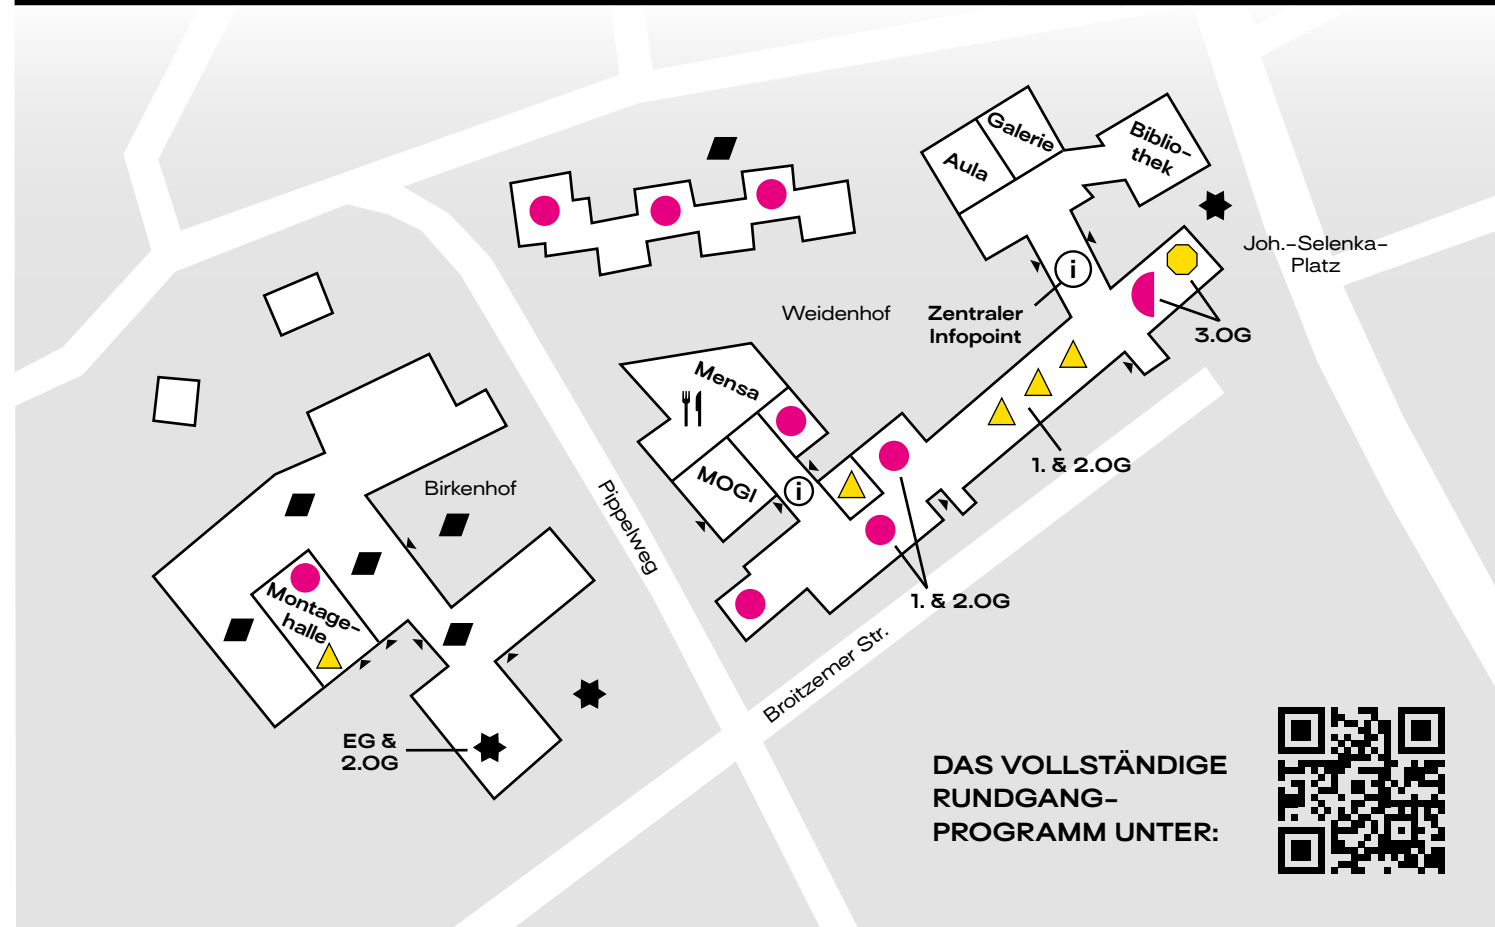 Galerie
Aula
Biblio-
thek
Joh.-Selenka-
Platz
i
Weidenhof
Zentraler
Infopoint
3.OG
Mensa
1. & 2.OG
MOGI
i
Birkenhof
Pippelweg
Montage-
halle
1. & 2.OG
Broitzemer Str.
EG &
2.OG
DAS VOLLSTÄNDIGE
RUNDGANG-
PROGRAMM UNTER: